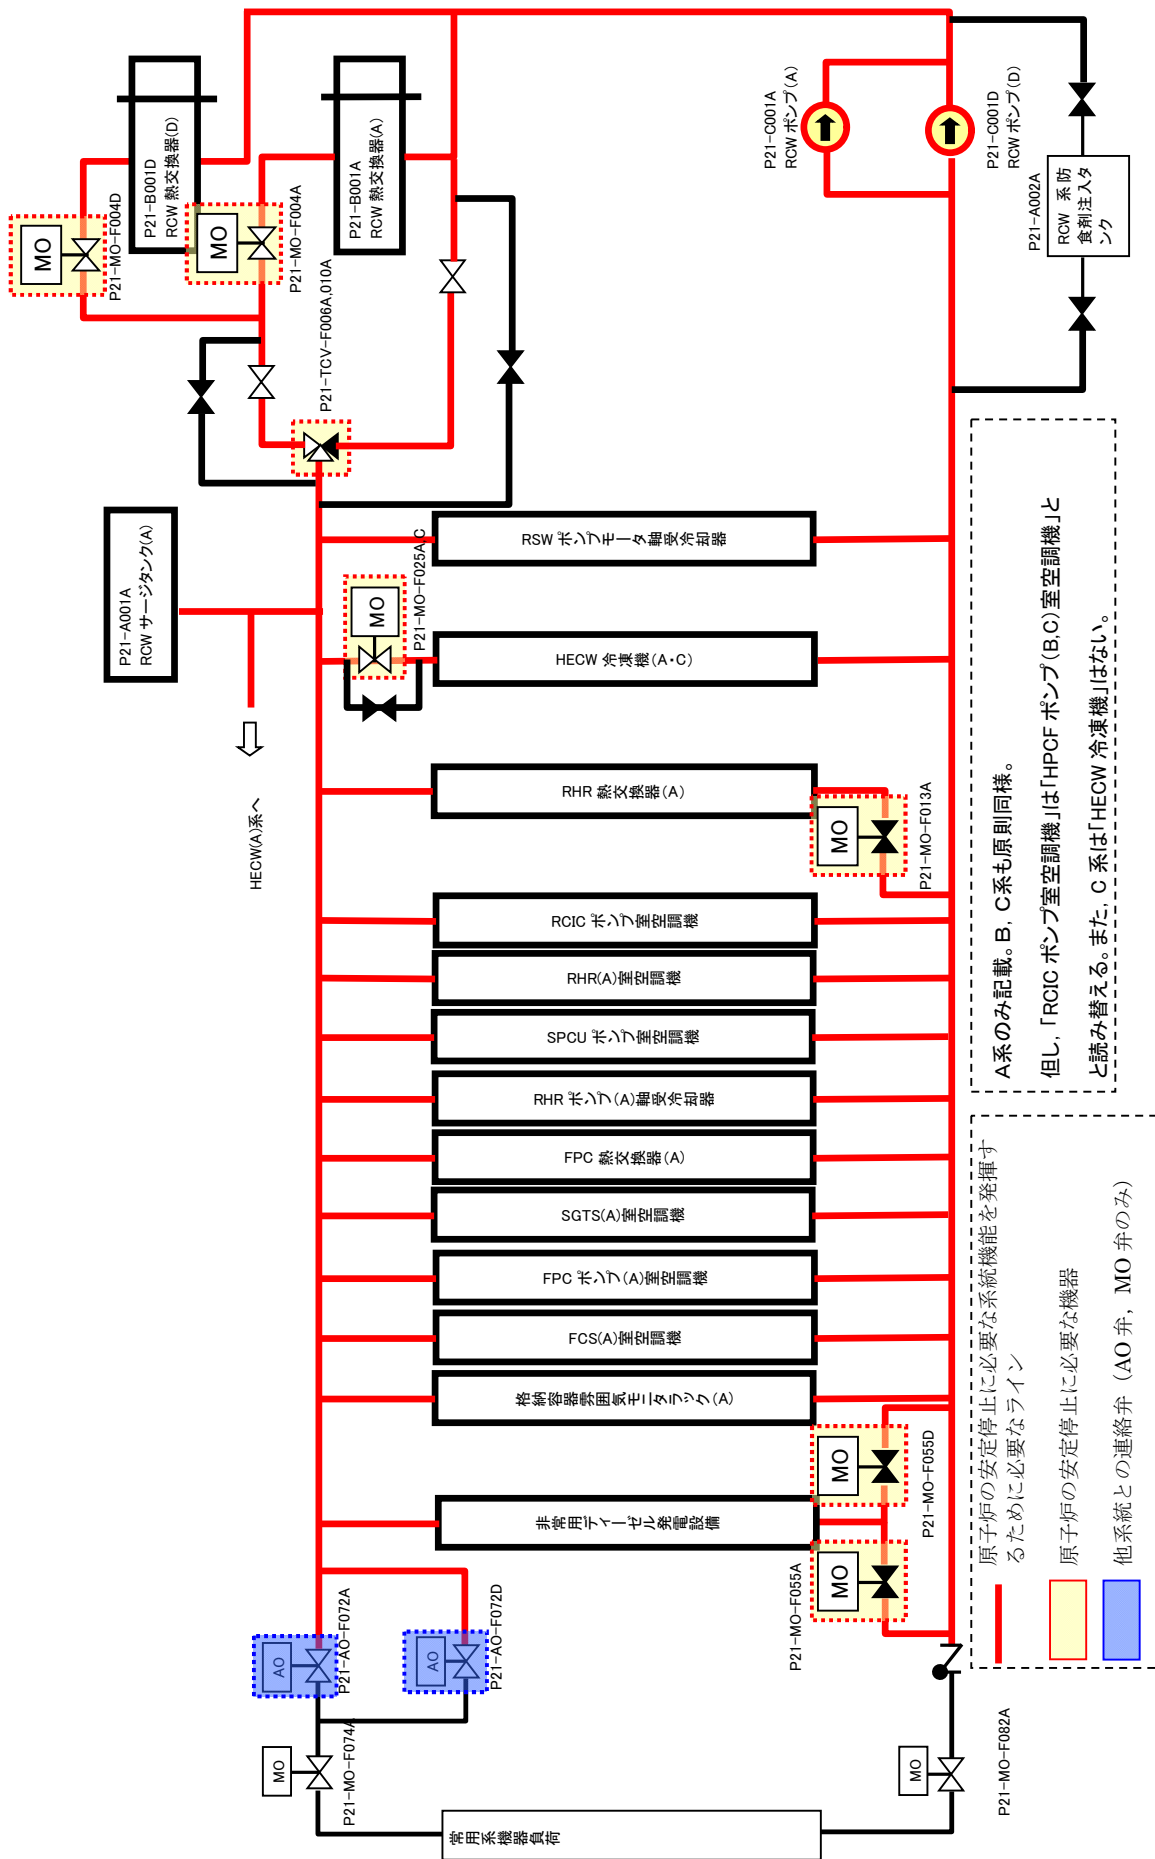 P21-MO-F004D
MO
P21-B001D
RCW 熱交換器(D)
MO
P21-MO-F004A
P21-B001A
RCW 熱交換器(A)
P21-TCV-F006A,010A
P21-C001A
RCW ポンプ(A)
P21-C001D
RCW ポンプ(D)
P21-A002A
RCW 系防
食剤注入タ
ンク
P21-A001A
RCW サージタンク(A)
HECW(A)系へ
MO
P21-MO-F025A,C
RSW ポンプモータ軸受冷却器
HECW 冷凍機(A・C)
RHR 熱交換器(A)
MO
P21-MO-F013A
RCIC ポンプ室空調機
RHR(A)室空調機
SPCU ポンプ室空調機
RHR ポンプ(A)軸受冷却器
FPC 熱交換器(A)
SGTS(A)室空調機
FPC ポンプ(A)室空調機
FCS(A)室空調機
格納容器雰囲気モニタラック(A)
MO
P21-MO-F055D
非常用ディーゼル発電設備
MO
P21-MO-F055A
AO
P21-AO-F072A
AO
P21-AO-F072D
MO
P21-MO-F074A
MO
P21-MO-F082A
常用系機器負荷
A系のみ記載。B,C系も原則同様。
但し,「RCIC ポンプ室空調機」は「HPCF ポンプ(B,C)室空調機」と
と読み替える。また,C 系は「HECW 冷凍機」はない。
原子炉の安定停止に必要な系統機能を発揮す
るために必要なライン
原子炉の安定停止に必要な機器
他系統との連絡弁(AO 弁,MO 弁のみ)